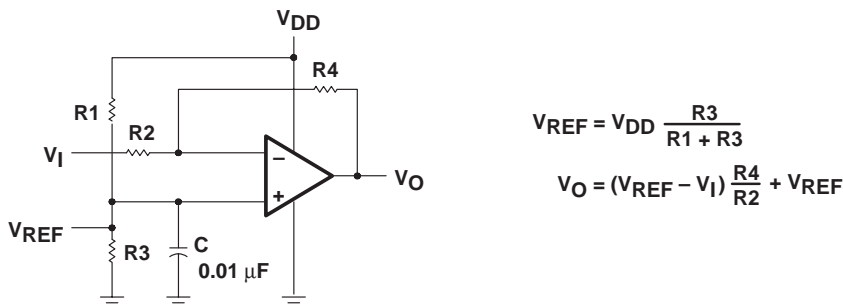 VDD
R4
R1
R2
VI
−
+
VO
VREF
R3
C
0.01 μF
VREF = VDD R3 / R1 + R3
VO = (VREF – VI) R4 / R2 + VREF